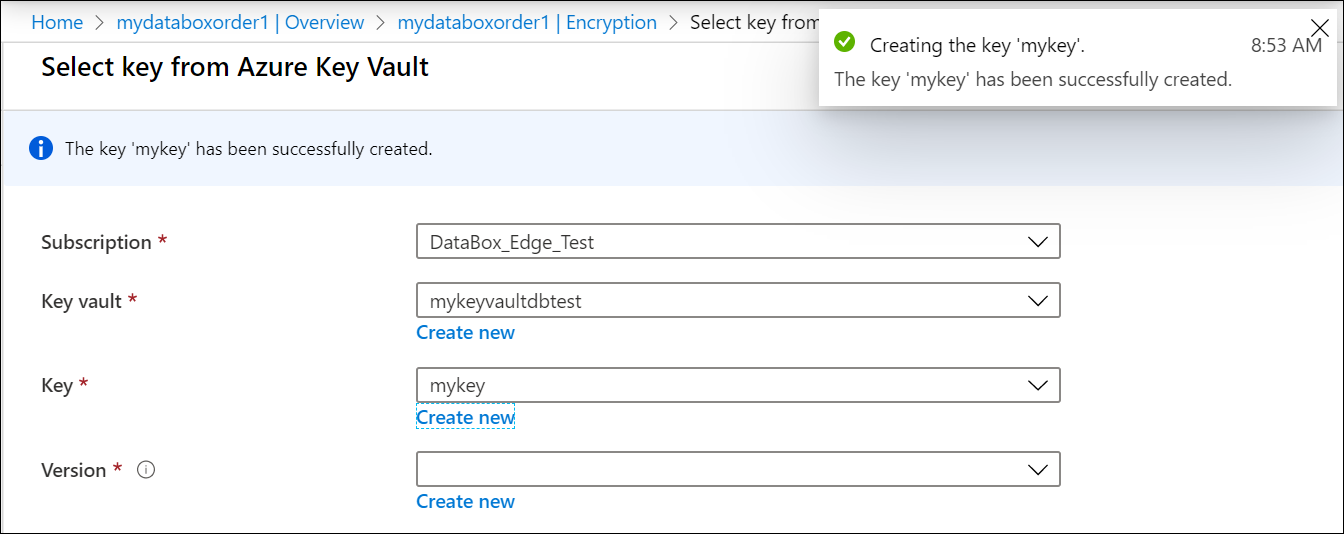 Home > mydataboxorder1 | Overview > mydataboxorder1 | Encryption > Select key from
Creating the key 'mykey'. 8:53 AM
The key 'mykey' has been successfully created.
Select key from Azure Key Vault
The key 'mykey' has been successfully created.
Subscription * DataBox_Edge_Test
Key vault * mykeyvaultdbtest
Create new
Key * mykey
Create new
Version *
Create new